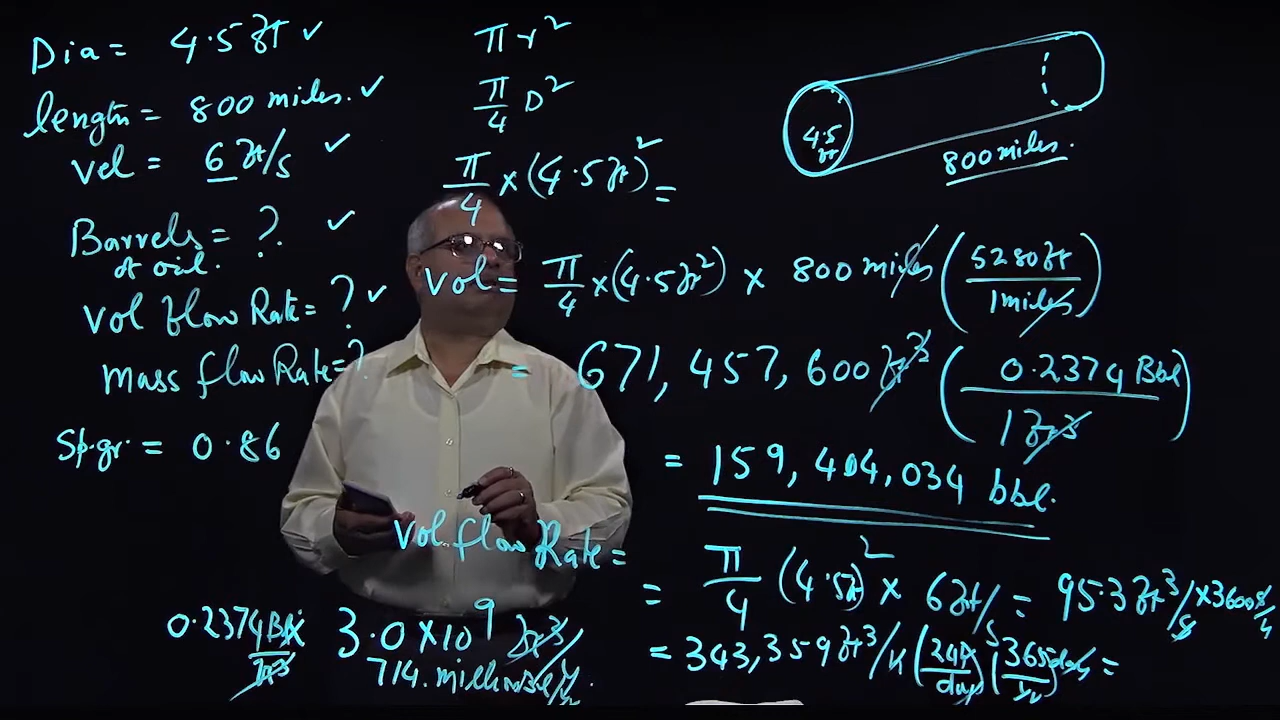 Dia = 4.5 ft ✓
length = 800 miles. ✓
vel = 6 ft/s ✓
Barrels = ? ✓
of oil.
Vol flow Rate = ? ✓
mass flow Rate = ?
Sp.gr = 0.86
π r²
π/4 D²
π/4 × (4.5 ft)² =
4.5 ft
800 miles.
Vol = π/4 × (4.5 ft²) × 800 miles (5280 ft / 1 miles)
= 671,457,600 ft³ (0.2374 Bbl / 1 ft³)
= 159,404,034 bbl.
Vol. flow Rate =
= π/4 (4.5ft)² × 6 ft/s = 95.3 ft³/s × 3600 s/h
= 343,359 ft³/h (24h/day) (365 days/yr) =
0.2374 Bbl / ft³
3.0 × 10⁹ ft³/
714. million